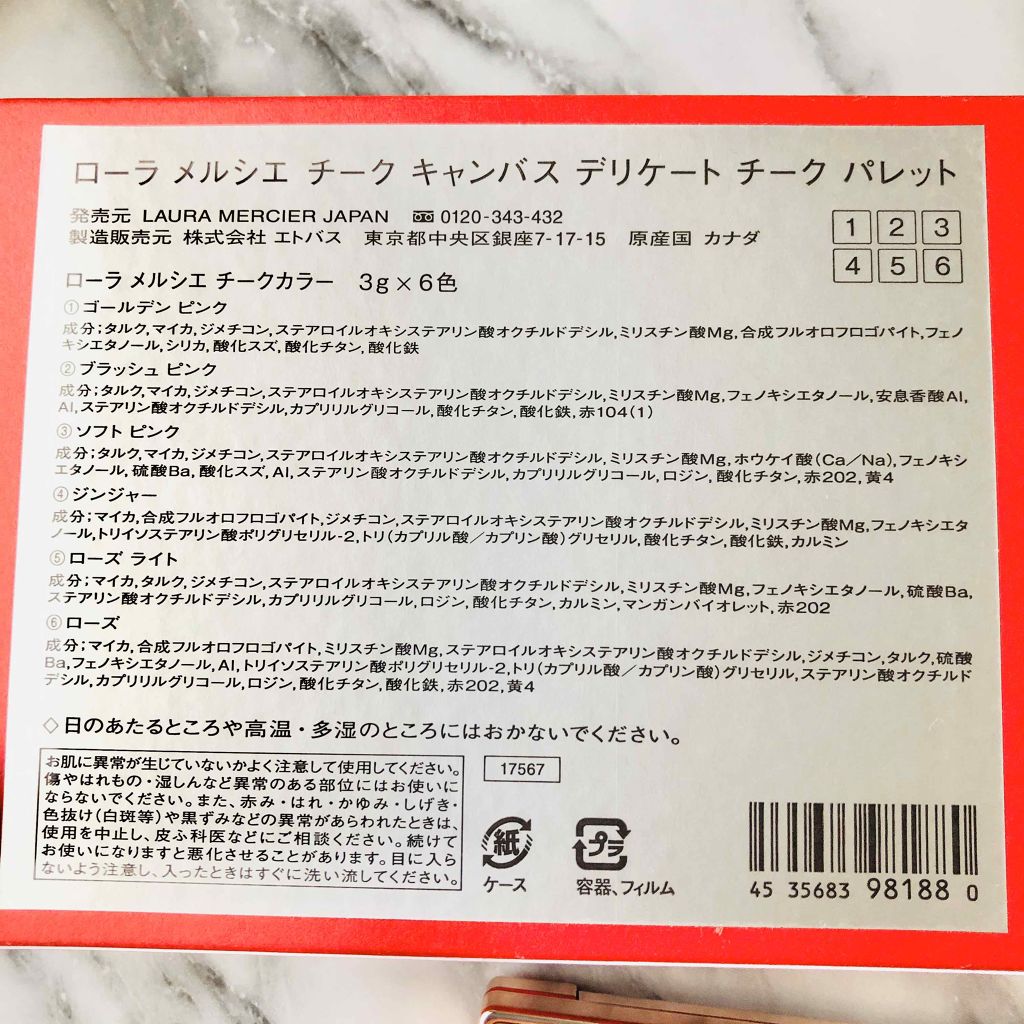 ローラ メルシエ チーク キャンバス デリケート チーク パレット
発売元 LAURA MERCIER JAPAN 0120-343-432
製造販売元 株式会社 エトバス 東京都中央区銀座7-17-15 原産国 カナダ
1 2 3
4 5 6
ローラ メルシエ チークカラー 3g×6色
①ゴールデン ピンク
成分;タルク,マイカ,ジメチコン,ステアロイルオキシステアリン酸オクチルドデシル,ミリスチン酸Mg,合成フルオロフロゴパイト,フェノ
キシエタノール,シリカ,酸化スズ,酸化チタン,酸化鉄
②ブラッシュ ピンク
成分;タルク,マイカ,ジメチコン,ステアロイルオキシステアリン酸オクチルドデシル,ミリスチン酸Mg,フェノキシエタノール,安息香酸Al,
Al,ステアリン酸オクチルドデシル,カプリリルグリコール,酸化チタン,酸化鉄,赤104(1)
③ソフト ピンク
成分;タルク,マイカ,ジメチコン,ステアロイルオキシステアリン酸オクチルドデシル,ミリスチン酸Mg,ホウケイ酸(Ca/Na),フェノキシ
エタノール,硫酸Ba,酸化スズ,Al,ステアリン酸オクチルドデシル,カプリリルグリコール,ロジン,酸化チタン,赤202,黄4
④ジンジャー
成分;マイカ,合成フルオロフロゴパイト,ジメチコン,ステアロイルオキシステアリン酸オクチルドデシル,ミリスチン酸Mg,フェノキシエタ
ノール,トリイソステアリン酸ポリグリセリル-2,トリ(カプリル酸/カプリン酸)グリセリル,酸化チタン,酸化鉄,カルミン
⑤ローズ ライト
成分;マイカ,タルク,ジメチコン,ステアロイルオキシステアリン酸オクチルドデシル,ミリスチン酸Mg,フェノキシエタノール,硫酸Ba,
ステアリン酸オクチルドデシル,カプリリルグリコール,ロジン,酸化チタン,カルミン,マンガンバイオレット,赤202
⑥ローズ
成分;マイカ,合成フルオロフロゴパイト,ミリスチン酸Mg,ステアロイルオキシステアリン酸オクチルドデシル,ジメチコン,タルク,硫酸
Ba,フェノキシエタノール,Al,トリイソステアリン酸ポリグリセリル-2,トリ(カプリル酸/カプリン酸)グリセリル,ステアリン酸オクチルド
デシル,カプリリルグリコール,ロジン,酸化チタン,酸化鉄,赤202,黄4
◇日のあたるところや高温・多湿のところにはおかないでください。
お肌に異常が生じていないかよく注意して使用してください。
傷やはれもの・湿しんなど異常のある部位にはお使いに
ならないでください。また、赤み・はれ・かゆみ・しげき・
色抜け(白斑等)や黒ずみなどの異常があらわれたときは、
使用を中止し、皮ふ科医などにご相談ください。続けて
お使いになりますと悪化させることがあります。目に入ら
ないよう注意し、入ったときはすぐに洗い流してください。
17567
紙
ケース
プラ
容器、フィルム
45 35683 98188 0